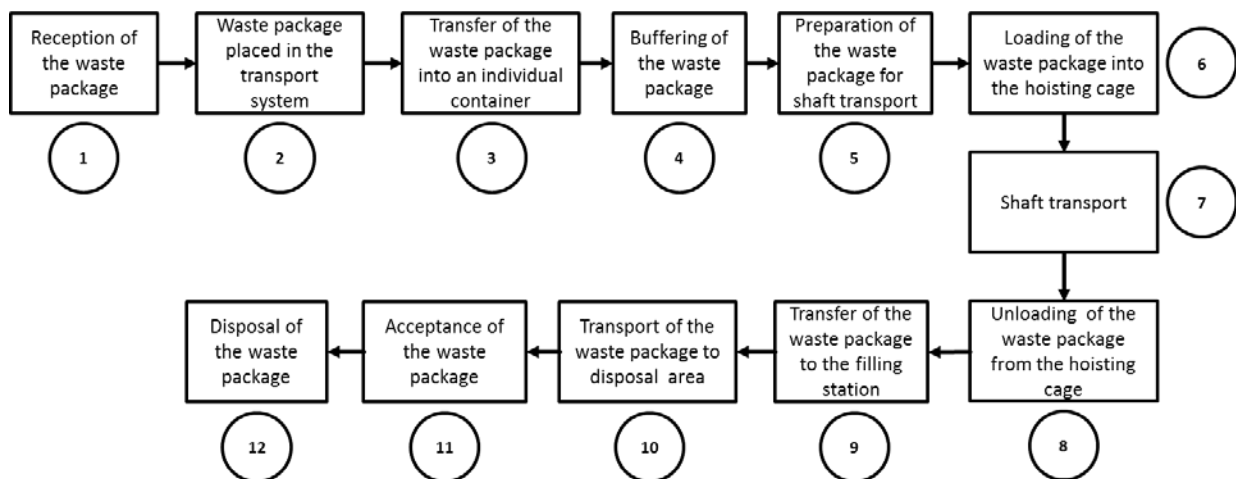 Reception of
the waste
package
Waste package
placed in the
transport
system
Transfer of the
waste package
into an individual
container
Buffering of
the waste
package
Preparation of
the waste
package for
shaft transport
Loading of the
waste package into
the hoisting cage
6
1
2
3
4
5
Shaft transport
7
Unloading of the
waste package
from the hoisting
cage
Transfer of the
waste package
to the filling
station
Transport of the
waste package to
disposal area
Acceptance of
the waste
package
Disposal of
the waste
package
12
11
10
9
8